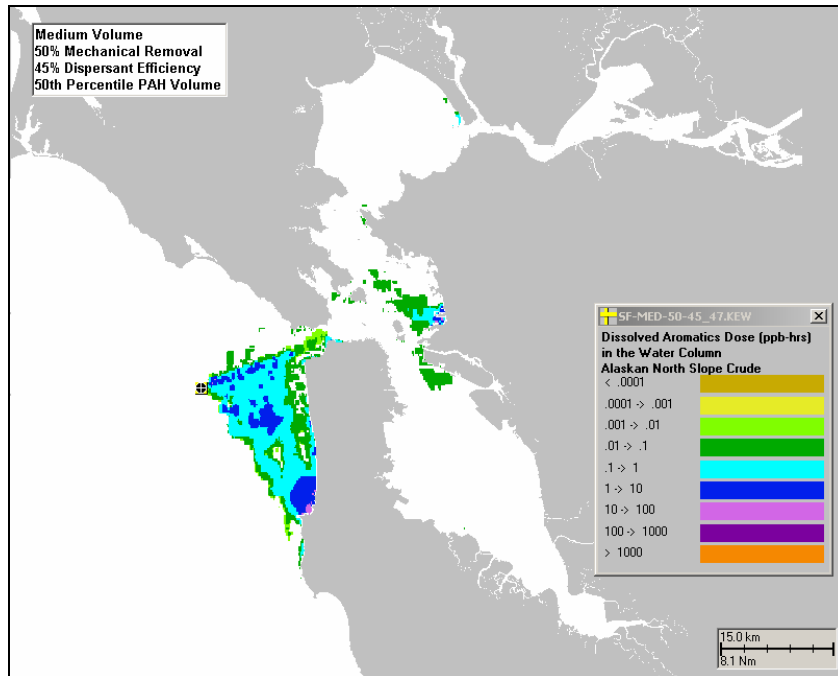 Medium Volume
50% Mechanical Removal
45% Dispersant Efficiency
50th Percentile PAH Volume
SF-MED-50-45_47.KEW
Dissolved Aromatics Dose (ppb-hrs)
in the Water Column
Alaskan North Slope Crude
< .0001
.0001 -> .001
.001 -> .01
.01 -> .1
.1 -> 1
1 -> 10
10 -> 100
100 -> 1000
> 1000
15.0 km
8.1 Nm